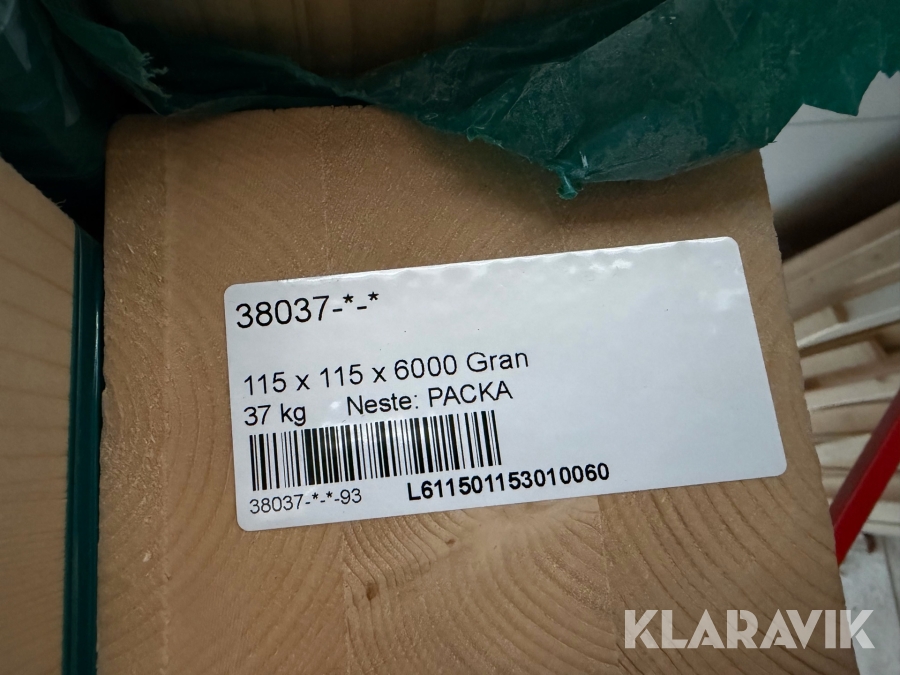 38037-*-*
115 x 115 x 6000 Gran
37 kg Neste: PACKA
38037-*-*-93 L611501153010060
KLARAVIK